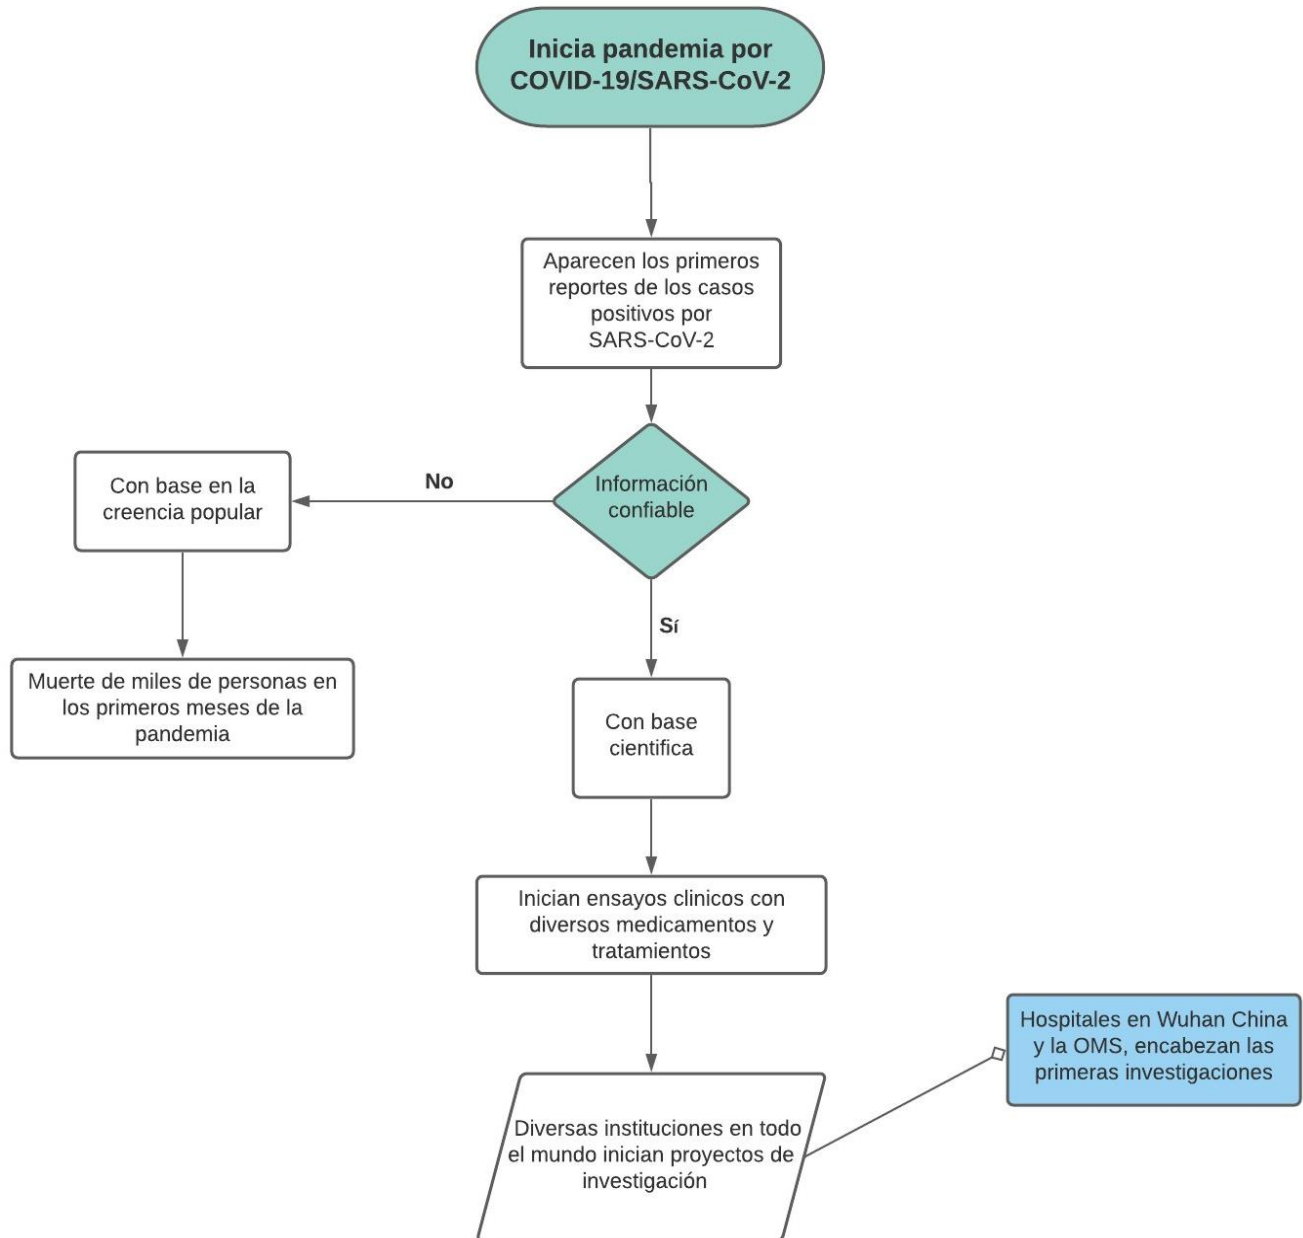 Inicia pandemia por
COVID-19/SARS-CoV-2
Aparecen los primeros
reportes de los casos
positivos por
SARS-CoV-2
Información
confiable
No
Con base en la
creencia popular
Muerte de miles de personas en
los primeros meses de la
pandemia
Sí
Con base
cientifica
Inician ensayos clinicos con
diversos medicamentos y
tratamientos
Hospitales en Wuhan China
y la OMS, encabezan las
primeras investigaciones
Diversas instituciones en todo
el mundo inician proyectos de
investigación